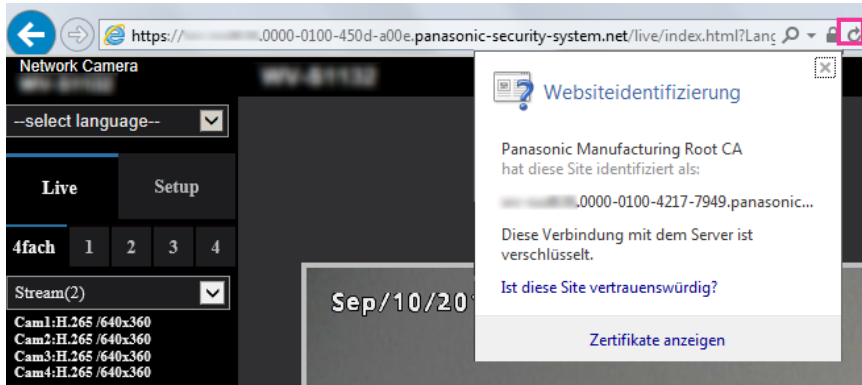 https:// .0000-0100-450d-a00e.panasonic-security-system.net/live/index.html?Lang
Network Camera
--select language--
Live Setup
4fach 1 2 3 4
Stream(2)
Cam1:H.265 /640x360
Cam2:H.265 /640x360
Cam3:H.265 /640x360
Cam4:H.265 /640x360
Sep/10/20
Websiteidentifizierung
Panasonic Manufacturing Root CA
hat diese Site identifiziert als:
.0000-0100-4217-7949.panasonic...
Diese Verbindung mit dem Server ist
verschlüsselt.
Ist diese Site vertrauenswürdig?
Zertifikate anzeigen